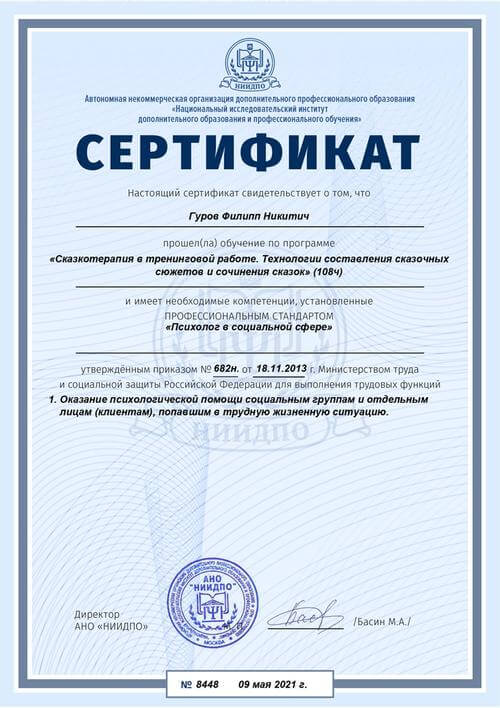 НИИДПО
Автономная некоммерческая организация дополнительного профессионального образования
«Национальный исследовательский институт
дополнительного образования и профессионального обучения»
СЕРТИФИКАТ
Настоящий сертификат свидетельствует о том, что
Гуров Филипп Никитич
прошел(ла) обучение по программе
«Сказкотерапия в тренинговой работе. Технологии составления сказочных
сюжетов и сочинения сказок» (108ч)
и имеет необходимые компетенции, установленные
ПРОФЕССИОНАЛЬНЫМ СТАНДАРТОМ
«Психолог в социальной сфере»
утверждённым приказом № 682н. от 18.11.2013 г. Министерством труда
и социальной защиты Российской Федерации для выполнения трудовых функций
1. Оказание психологической помощи социальным группам и отдельным
лицам (клиентам), попавшим в трудную жизненную ситуацию.
НИИДПО
АНО
"НИИДПО"
МОСКВА
Директор
АНО «НИИДПО»
/Басин М.А./
№ 8448 09 мая 2021 г.